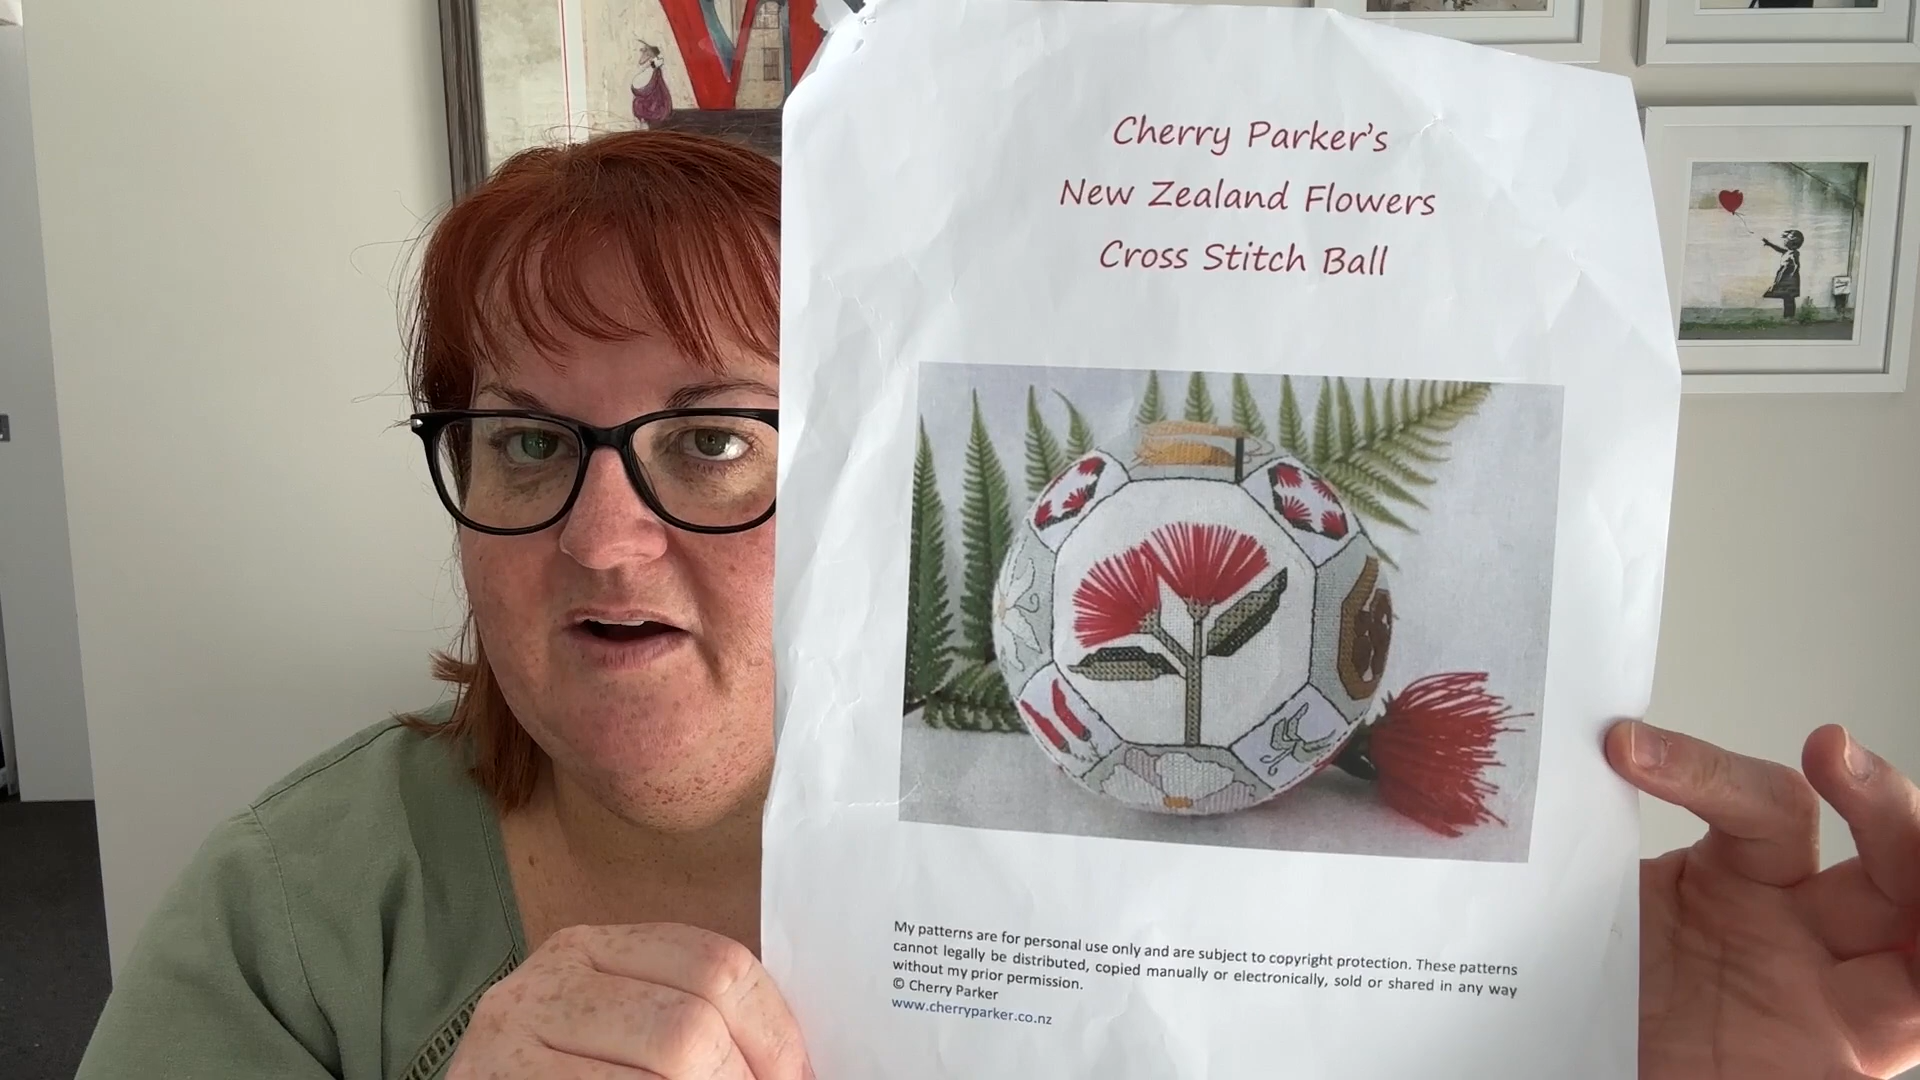 Cherry Parker's
New Zealand Flowers
Cross Stitch Ball
My patterns are for personal use only and are subject to copyright protection. These patterns
cannot legally be distributed, copied manually or electronically, sold or shared in any way
without my prior permission.
© Cherry Parker
www.cherryparker.co.nz